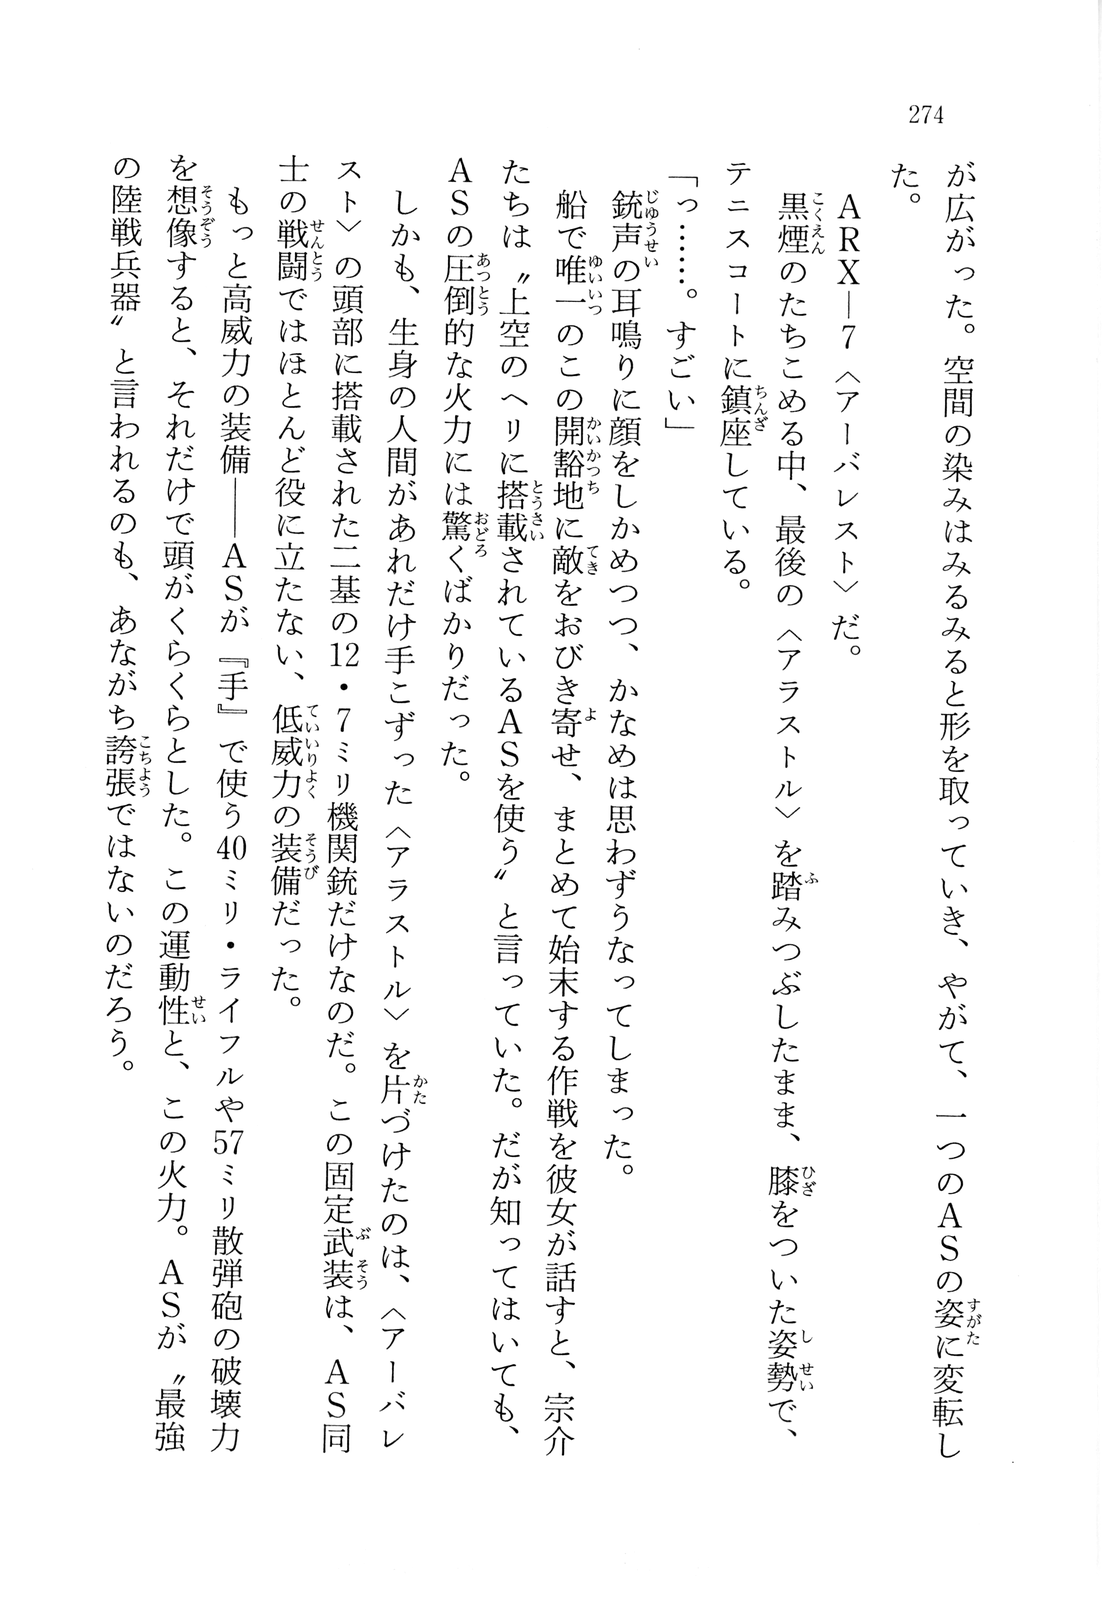 274
が広がった。空間の染みはみるみると形を取っていき、やがて、一つのＡＳの姿に変転し
た。
　ＡＲＸ―７〈アーバレスト〉だ。
　黒煙のたちこめる中、最後の〈アラストル〉を踏みつぶしたまま、膝をついた姿勢で、
テニスコートに鎮座している。
「っ……。すごい」
　銃声の耳鳴りに顔をしかめつつ、かなめは思わずうなってしまった。
　船で唯一のこの開豁地に敵をおびき寄せ、まとめて始末する作戦を彼女が話すと、宗介
たちは〝上空のヘリに搭載されているＡＳを使う〟と言っていた。だが知ってはいても、
ＡＳの圧倒的な火力には驚くばかりだった。
　しかも、生身の人間があれだけ手こずった〈アラストル〉を片づけたのは、〈アーバレ
スト〉の頭部に搭載された二基の12・７ミリ機関銃だけなのだ。この固定武装は、ＡＳ同
士の戦闘ではほとんど役に立たない、低威力の装備だった。
　もっと高威力の装備――ＡＳが『手』で使う40ミリ・ライフルや57ミリ散弾砲の破壊力
を想像すると、それだけで頭がくらくらとした。この運動性と、この火力。ＡＳが〝最強
の陸戦兵器〟と言われるのも、あながち誇張ではないのだろう。